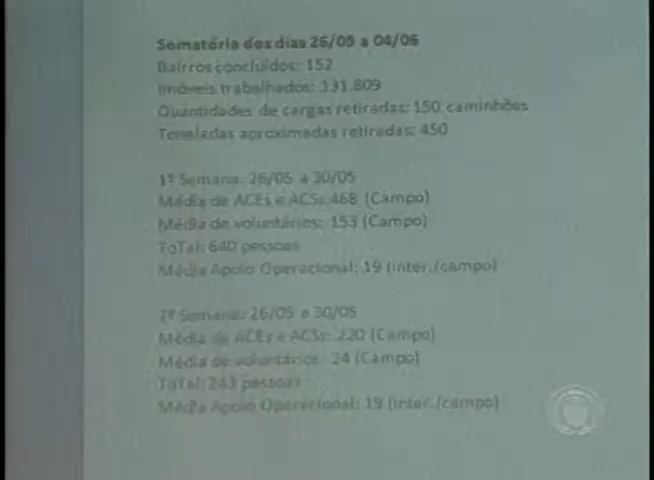 Somatória dos dias 26/05 a 04/06
Bairros concluídos: 152
Imóveis trabalhados: 331.809
Quantidades de cargas retiradas: 150 caminhões
Toneladas aproximadas retiradas: 450
1ª Semana: 26/05 a 30/05
Média de ACEs e ACSs: 468 (Campo)
Média de voluntários: 153 (Campo)
ToTal: 640 pessoas
Média Apoio Operacional: 19 (inter./campo)
2ª Semana: 26/05 a 30/05
Média de ACEs e ACSs: 220 (Campo)
Média de voluntários: 24 (Campo)
ToTal: 243 pessoas
Média Apoio Operacional: 19 (inter./campo)